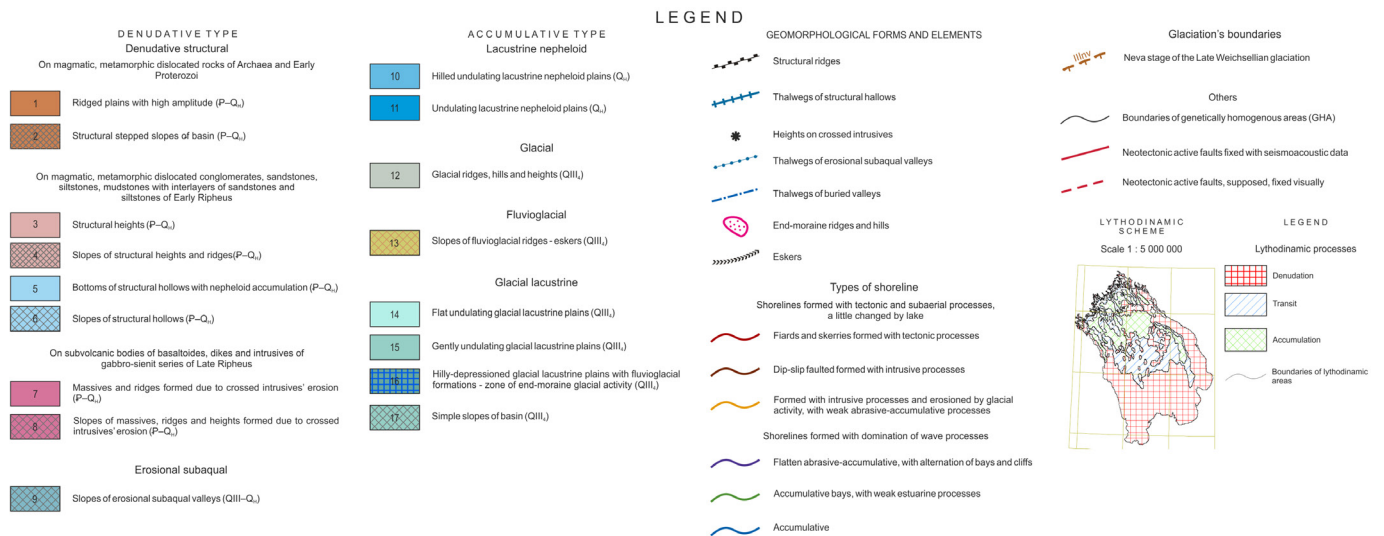 LEGEND
DENUDATIVE TYPE
Denudative structural
On magmatic, metamorphic dislocated rocks of Archaea and Early
Proterozoi
1 Ridged plains with high amplitude (P–QH)
2 Structural stepped slopes of basin (P–QH)
On magmatic, metamorphic dislocated conglomerates, sandstones,
siltstones, mudstones with interlayers of sandstones and
siltstones of Early Ripheus
3 Structural heights (P–QH)
4 Slopes of structural heights and ridges(P–QH)
5 Bottoms of structural hollows with nepheloid accumulation (P–QH)
6 Slopes of structural hollows (P–QH)
On subvolcanic bodies of basaltoides, dikes and intrusives of
gabbro-sienit series of Late Ripheus
7 Massives and ridges formed due to crossed intrusives' erosion
(P–QH)
8 Slopes of massives, ridges and heights formed due to crossed
intrusives' erosion (P–QH)
Erosional subaqual
9 Slopes of erosional subaqual valleys (QIII–QH)
ACCUMULATIVE TYPE
Lacustrine nepheloid
10 Hilled undulating lacustrine nepheloid plains (QH)
11 Undulating lacustrine nepheloid plains (QH)
Glacial
12 Glacial ridges, hills and heights (QIII4)
Fluvioglacial
13 Slopes of fluvioglacial ridges - eskers (QIII4)
Glacial lacustrine
14 Flat undulating glacial lacustrine plains (QIII4)
15 Gently undulating glacial lacustrine plains (QIII4)
16 Hilly-depressioned glacial lacustrine plains with fluvioglacial
formations - zone of end-moraine glacial activity (QIII4)
17 Simple slopes of basin (QIII4)
GEOMORPHOLOGICAL FORMS AND ELEMENTS
Structural ridges
Thalwegs of structural hallows
Heights on crossed intrusives
Thalwegs of erosional subaqual valleys
Thalwegs of buried valleys
End-moraine ridges and hills
Eskers
Types of shoreline
Shorelines formed with tectonic and subaerial processes,
a little changed by lake
Fiards and skerries formed with tectonic processes
Dip-slip faulted formed with intrusive processes
Formed with intrusive processes and erosioned by glacial
activity, with weak abrasive-accumulative processes
Shorelines formed with domination of wave processes
Flatten abrasive-accumulative, with alternation of bays and cliffs
Accumulative bays, with weak estuarine processes
Accumulative
Glaciation's boundaries
IIInv Neva stage of the Late Weichsellian glaciation
Others
Boundaries of genetically homogenous areas (GHA)
Neotectonic active faults fixed with seismoacoustic data
Neotectonic active faults, supposed, fixed visually
LYTHODINAMIC
SCHEME
Scale 1 : 5 000 000
LEGEND
Lythodinamic processes
Denudation
Transit
Accumulation
Boundaries of lythodinamic
areas